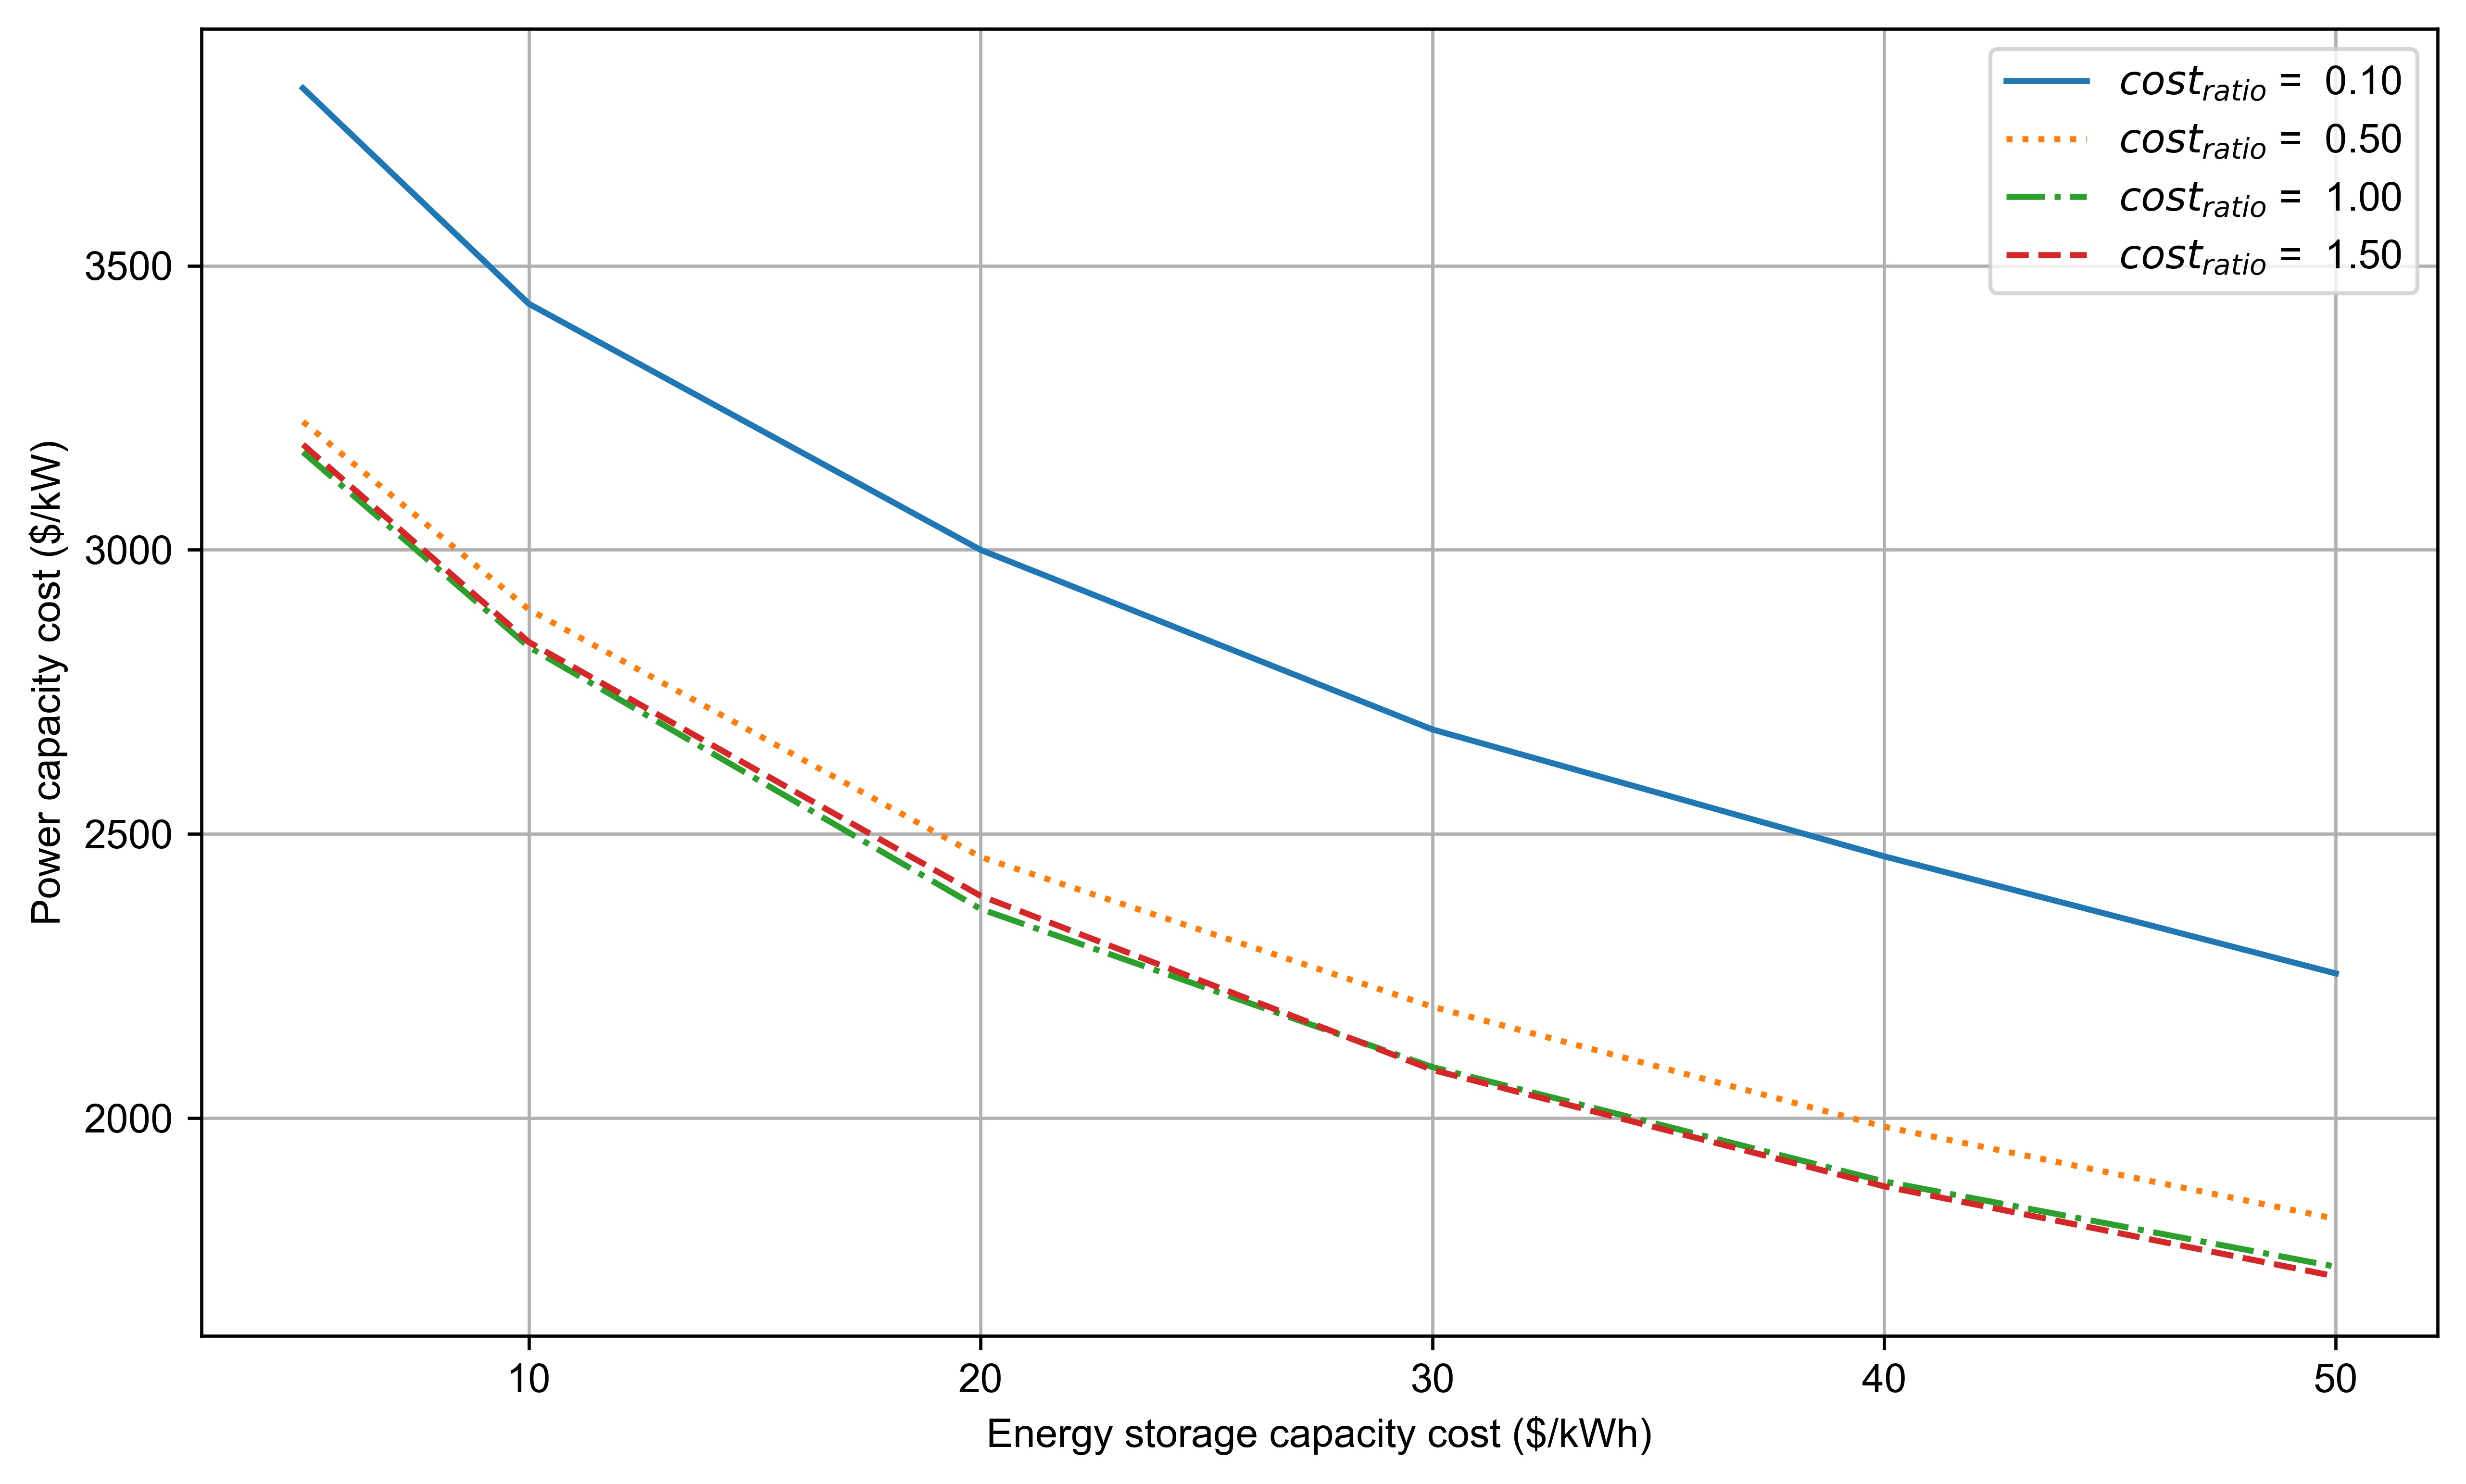 cost_ratio = 0.10
cost_ratio = 0.50
cost_ratio = 1.00
cost_ratio = 1.50
3500
3000
2500
2000
Power capacity cost ($/kW)
10 20 30 40 50
Energy storage capacity cost ($/kWh)